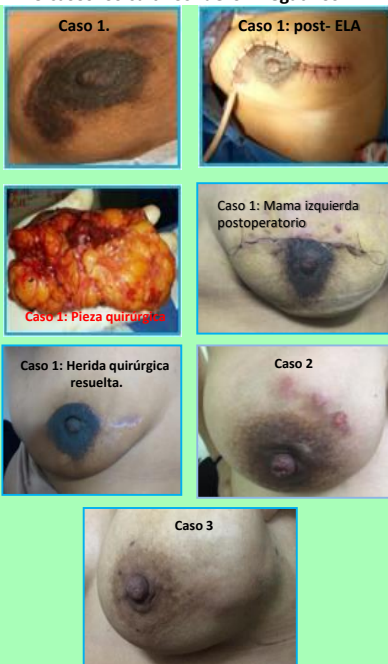 Caso 1.
Caso 1: post- ELA
Caso 1: Pieza quirúrgica
Caso 1: Mama izquierda
postoperatorio
Caso 1: Herida quirúrgica
resuelta.
Caso 2
Caso 3